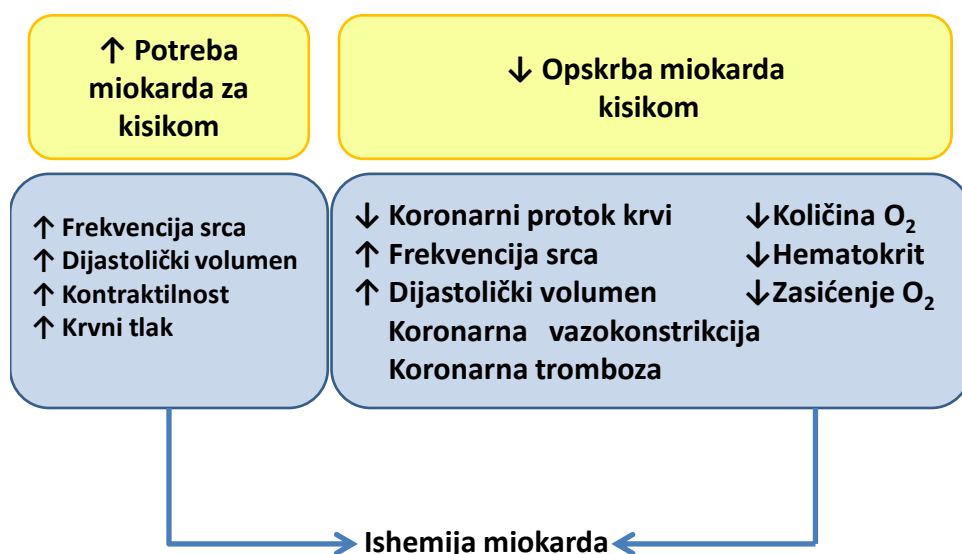 ↑ Potreba
miokarda za
kisikom
↓ Opskrba miokarda
kisikom
↑ Frekvencija srca
↑ Dijastolički volumen
↑ Kontraktilnost
↑ Krvni tlak
↓ Koronarni protok krvi
↑ Frekvencija srca
↑ Dijastolički volumen
Koronarna vazokonstrikcija
Koronarna tromboza
↓Količina O₂
↓Hematokrit
↓Zasićenje O₂
Ishemija miokarda